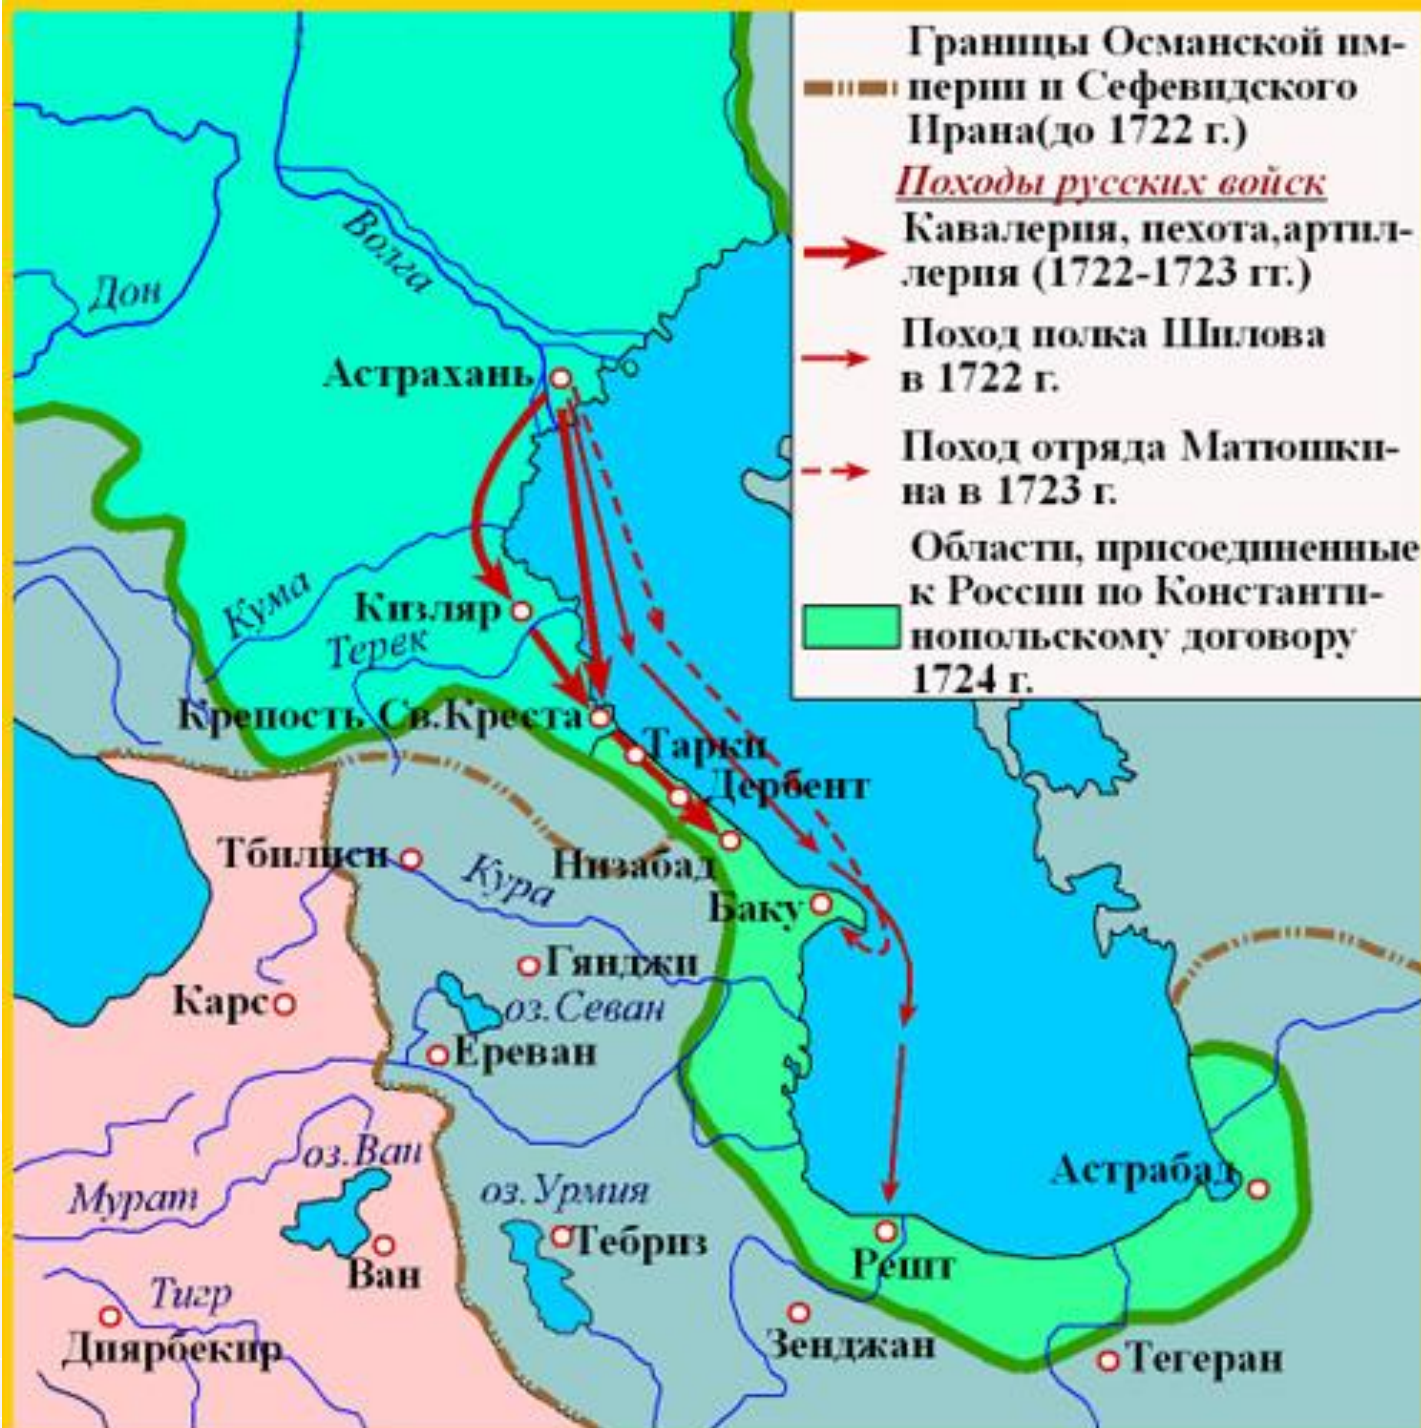 Границы Османской им-
перии и Сефевидского
Ирана(до 1722 г.)
Походы русских войск
Кавалерия, пехота,артил-
лерия (1722-1723 гг.)
Поход полка Шилова
в 1722 г.
Поход отряда Матюшки-
на в 1723 г.
Области, присоединенные
к России по Константи-
нопольскому договору
1724 г.
Волга
Дон
Астрахань
Кума
Кизляр
Терек
Крепость Св.Креста
Тарки
Дербент
Тбилиси
Низабад
Кура
Баку
Гянджи
Карс
оз.Севан
Ереван
оз.Ван
Мурат
оз.Урмия
Астрабад
Тебриз
Ван
Решт
Тигр
Диярбекир
Зенджан
Тегеран